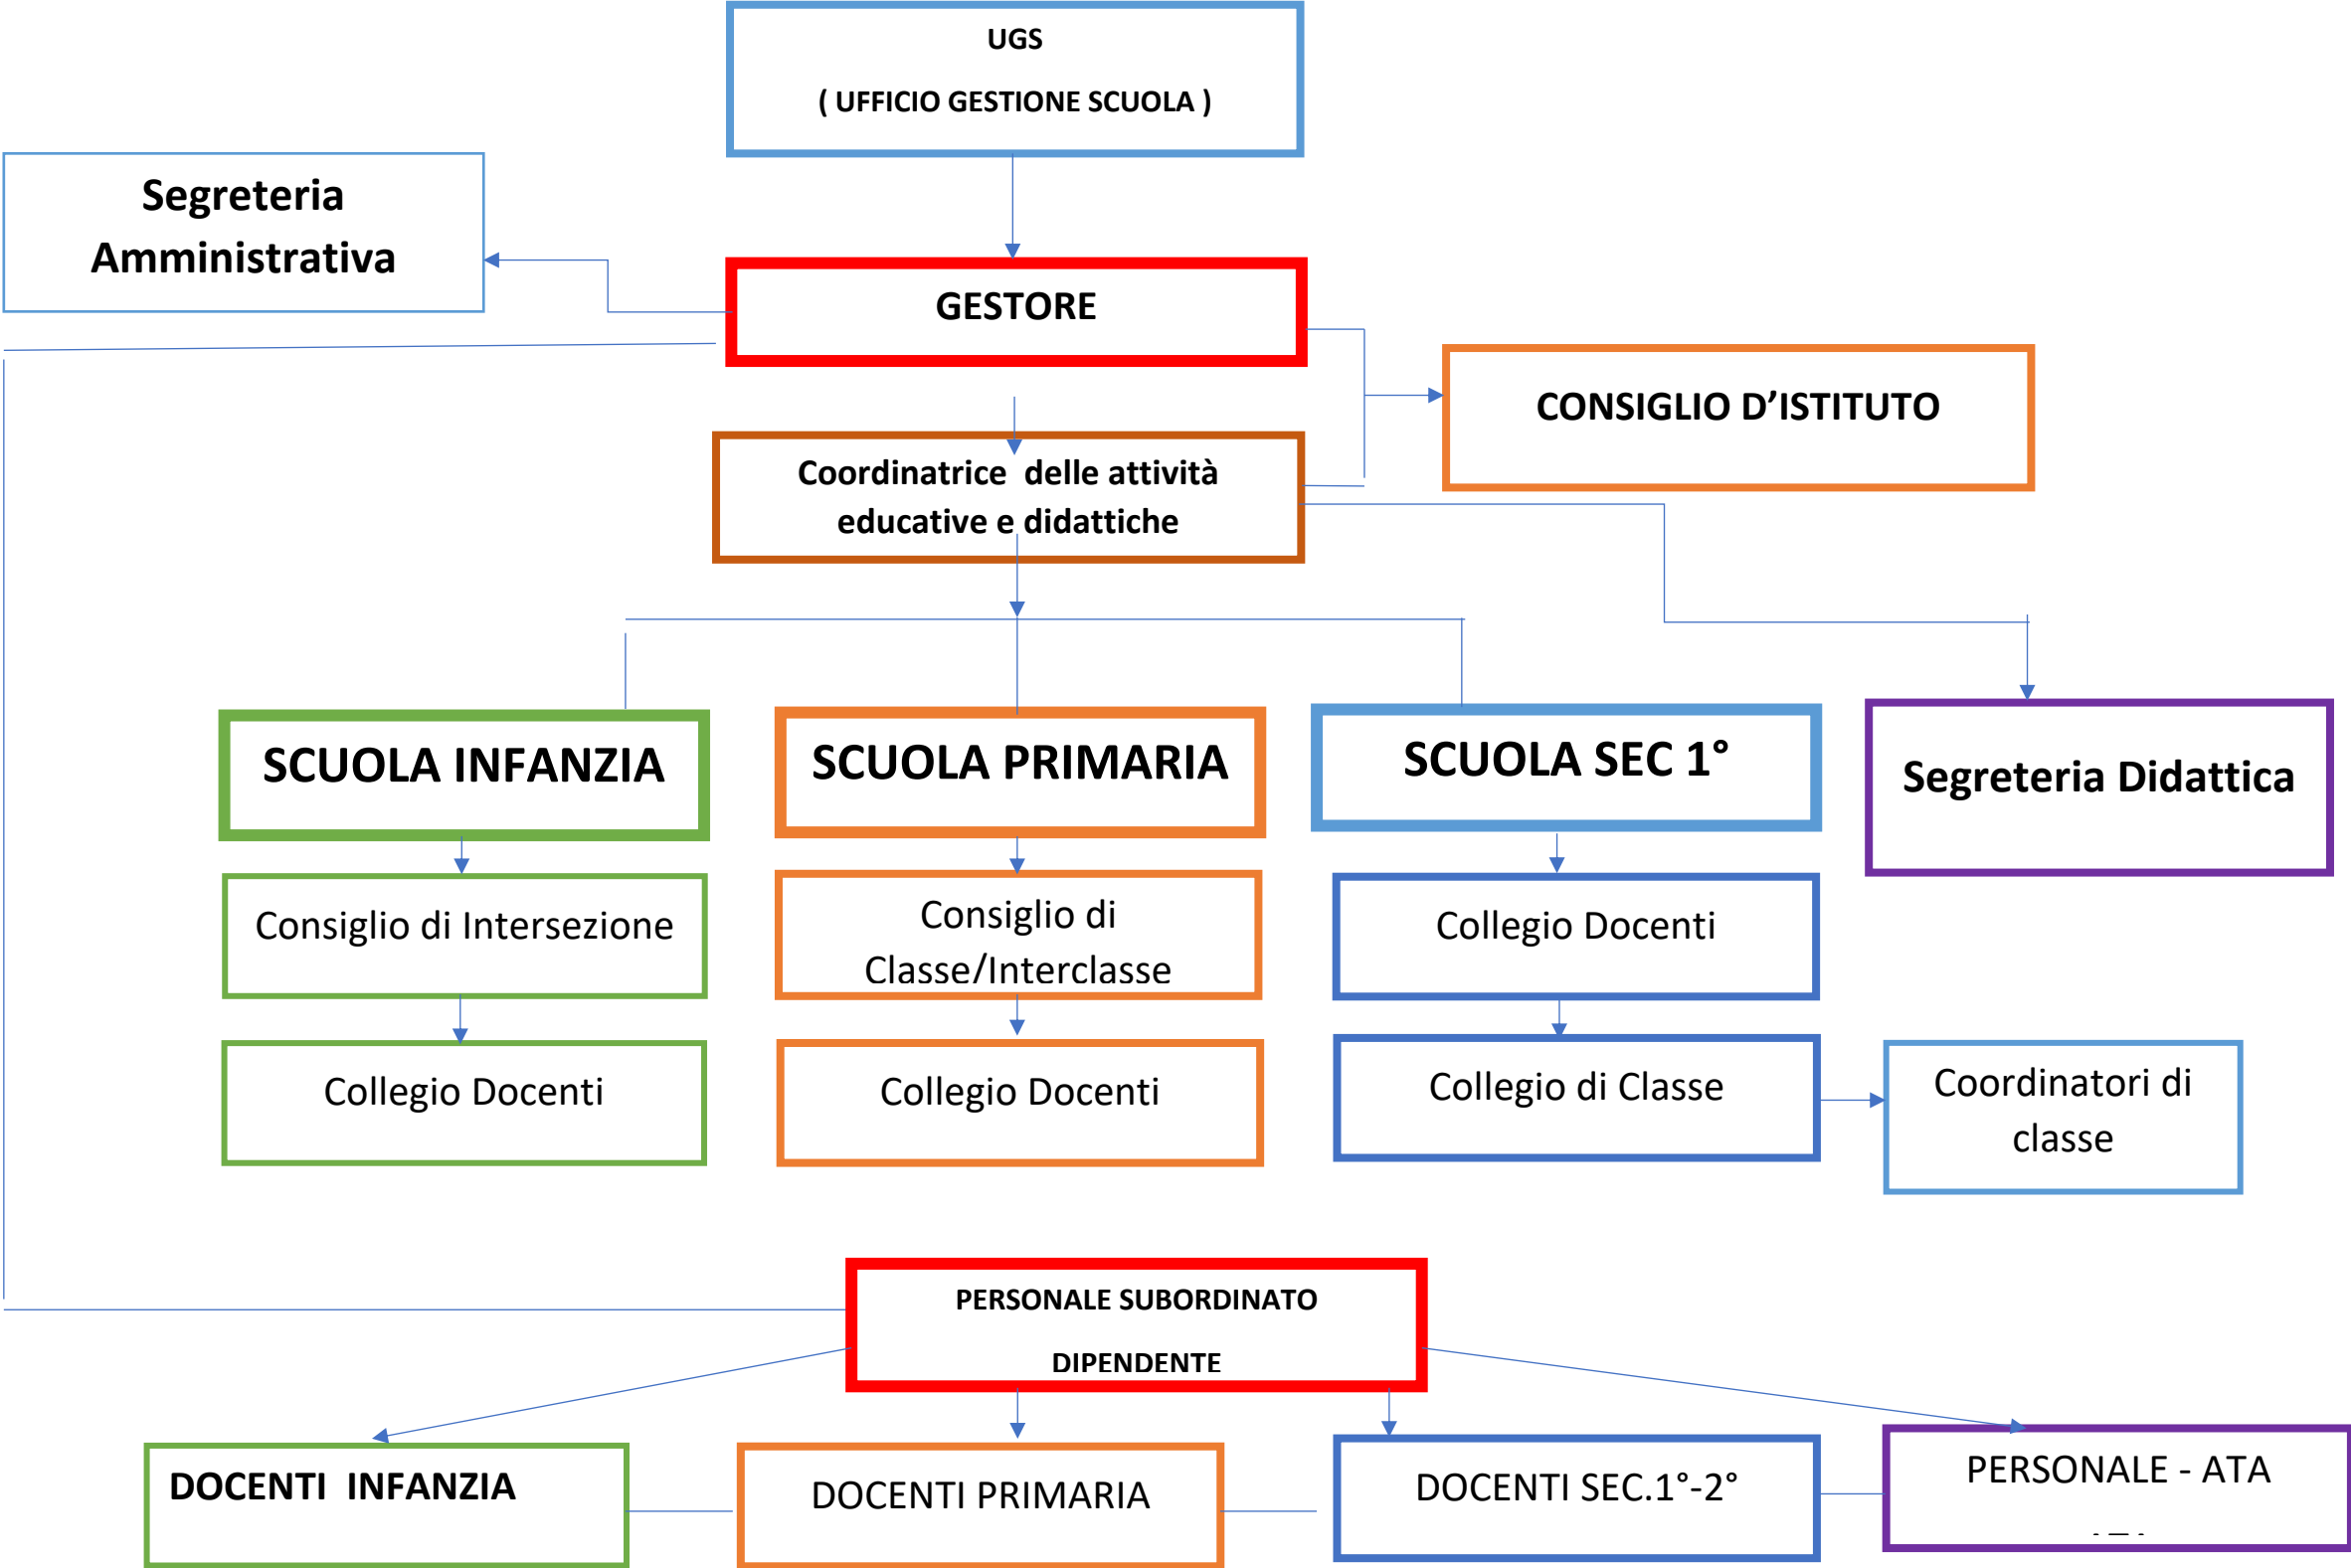 UGS
( UFFICIO GESTIONE SCUOLA )
Segreteria
Amministrativa
GESTORE
CONSIGLIO D’ISTITUTO
Coordinatrice delle attività
educative e didattiche
SCUOLA INFANZIA
SCUOLA PRIMARIA
SCUOLA SEC 1°
Segreteria Didattica
Consiglio di Intersezione
Consiglio di
Classe/Interclasse
Collegio Docenti
Collegio Docenti
Collegio Docenti
Collegio di Classe
Coordinatori di
classe
PERSONALE SUBORDINATO
DIPENDENTE
DOCENTI INFANZIA
DOCENTI PRIMARIA
DOCENTI SEC.1°-2°
PERSONALE - ATA